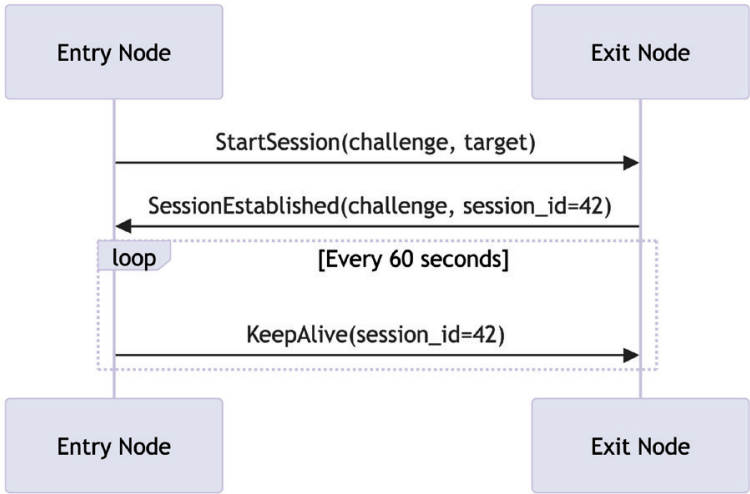 Entry Node
Exit Node
StartSession(challenge, target)
SessionEstablished(challenge, session_id=42)
loop
[Every 60 seconds]
KeepAlive(session_id=42)
Entry Node
Exit Node